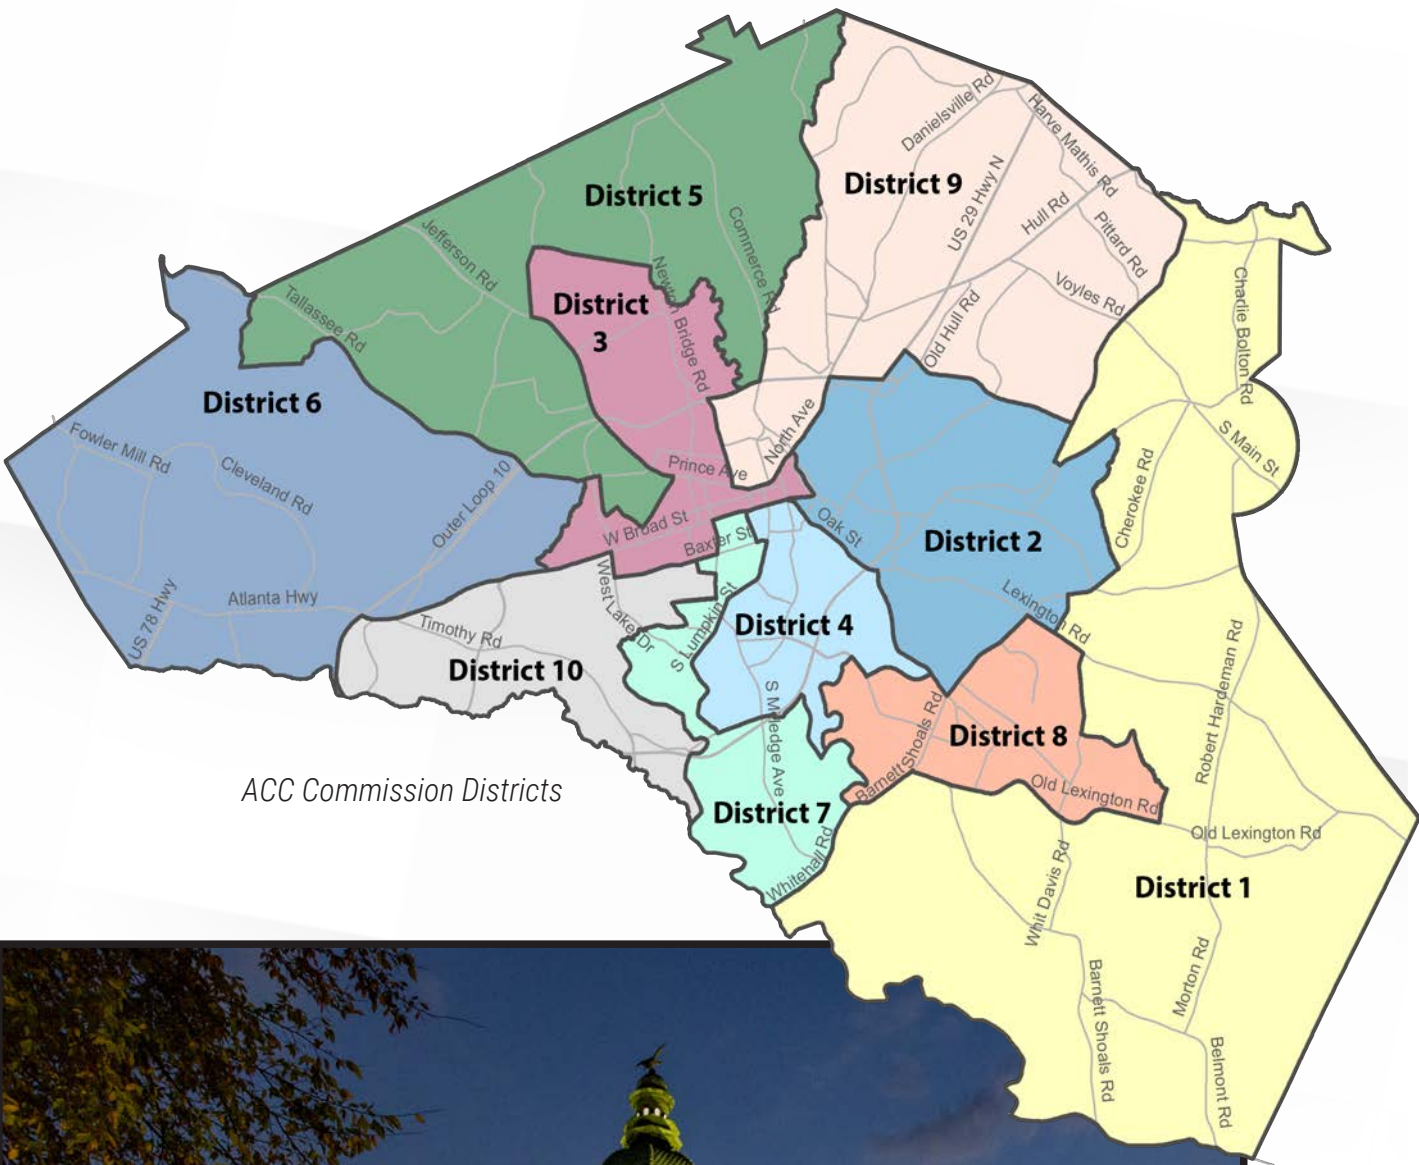 District 5
District 9
Danielsville Rd
Harve Mathis Rd
US 29 Hwy N
Hull Rd
Pittard Rd
Commerce Rd
Jefferson Rd
Newton Bridge Rd
Tallassee Rd
District
3
Voyles Rd
Old Hull Rd
Charlie Bolton Rd
District 6
North Ave
S Main St
Fowler Mill Rd
Cleveland Rd
Outer Loop 10
Prince Ave
Cherokee Rd
W Broad St
Baxter St
Oak St
District 2
US 78 Hwy
Atlanta Hwy
West Lake Dr
Timothy Rd
S Lumpkin St
District 4
Lexington Rd
District 10
S Milledge Ave
Barnett Shoals Rd
District 8
Robert Hardeman Rd
ACC Commission Districts
District 7
Old Lexington Rd
Old Lexington Rd
Whitehall Rd
Whit Davis Rd
District 1
Barnett Shoals Rd
Morton Rd
Belmont Rd